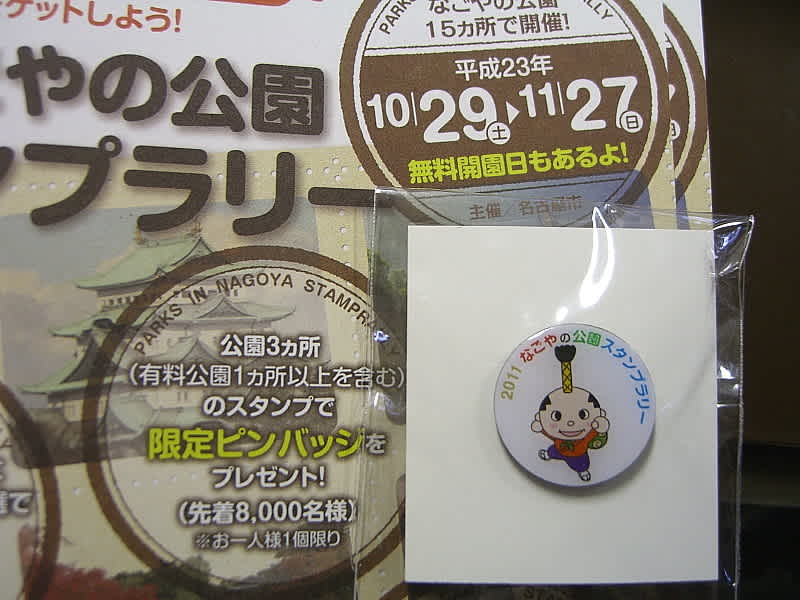 ケットしよう!
やの公園
プラリー
なごやの公園
15ヵ所で開催!
平成23年
10/29土▶11/27日
無料開園日もあるよ!
主催／名古屋市
PARKS IN NAGOYA STAMPRA
公園3ヵ所
(有料公園1ヵ所以上を含む)
のスタンプで
限定ピンバッジを
プレゼント!
(先着8,000名様)
※お一人様1個限り
2011 なごやの公園スタンプラリー